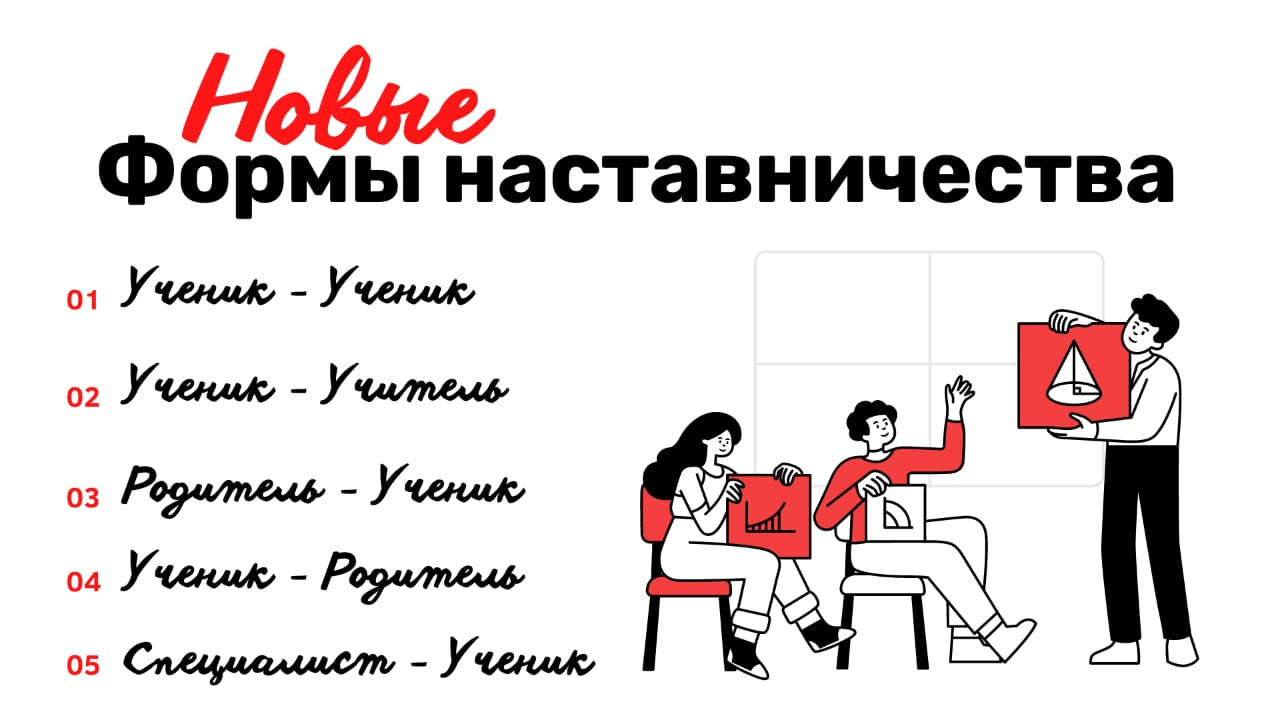 Новые
Формы наставничества
01 Ученик - Ученик
02 Ученик - Учитель
03 Родитель - Ученик
04 Ученик - Родитель
05 Специалист - Ученик